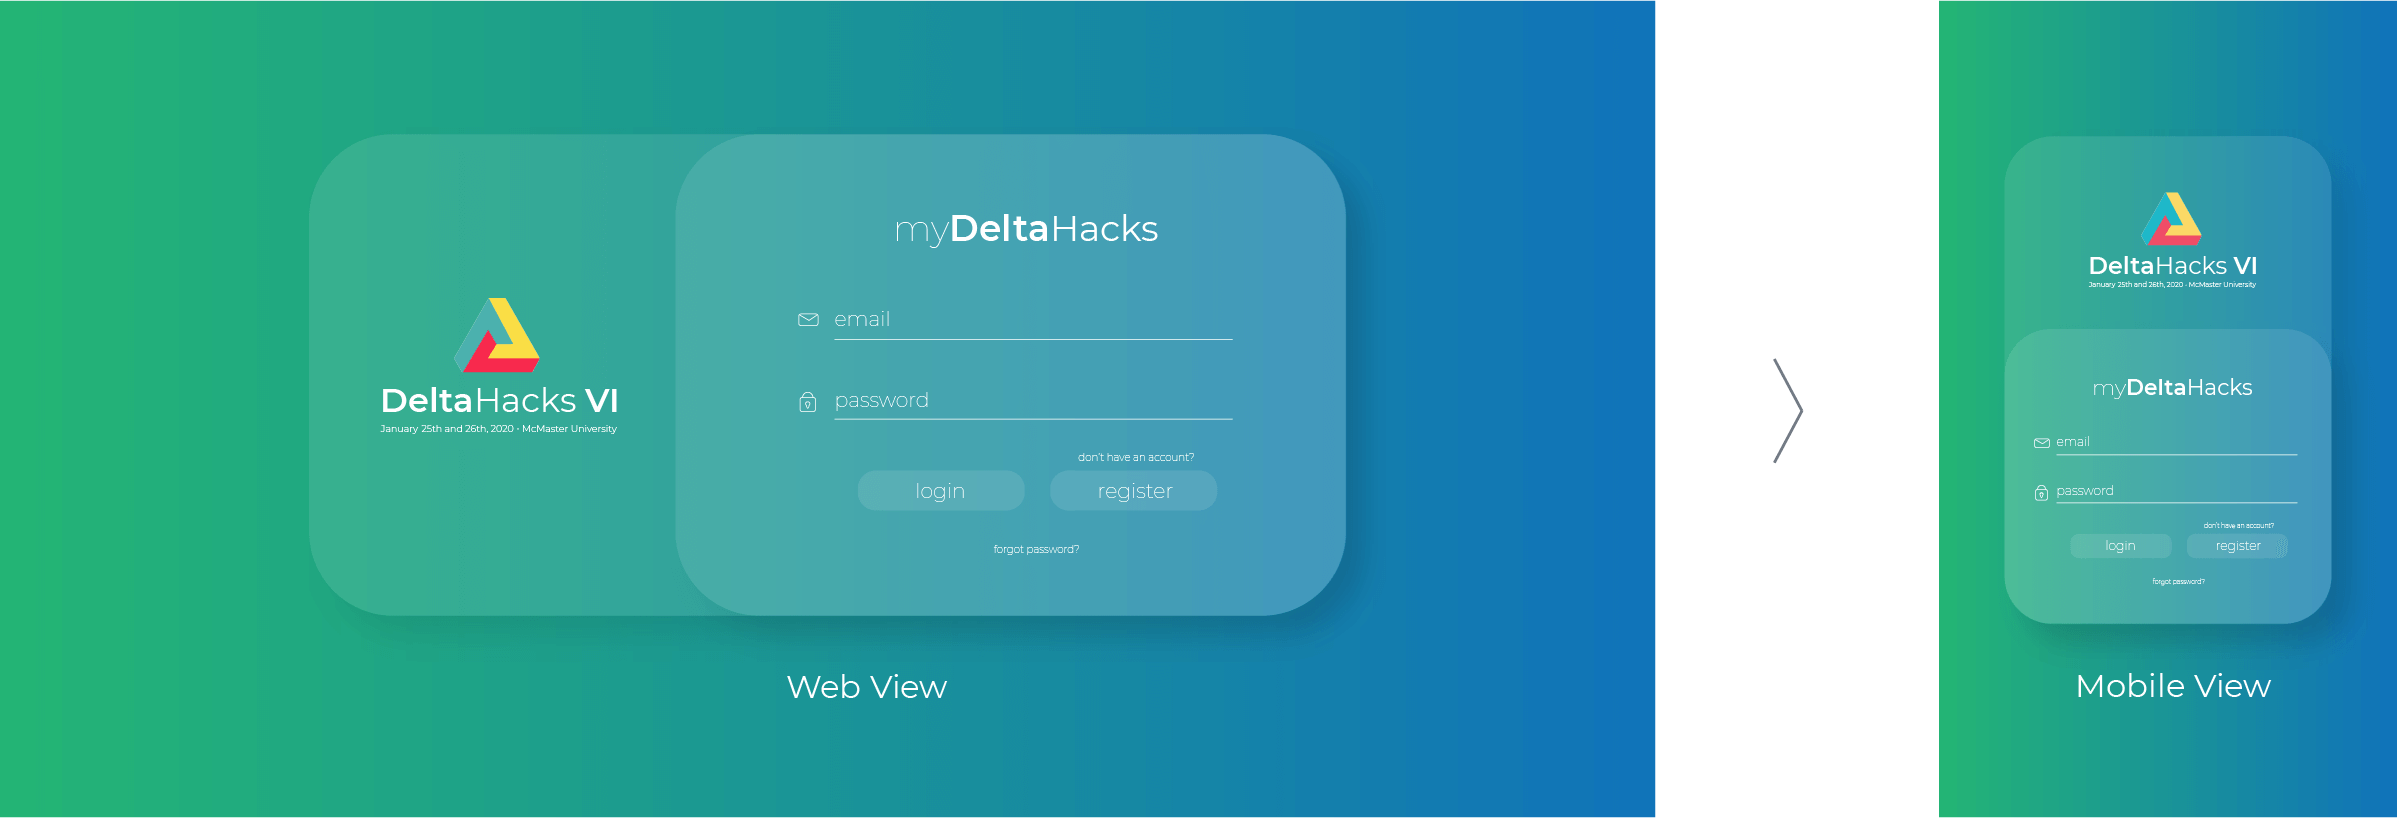 DeltaHacks VI
January 25th and 26th, 2020 • McMaster University
myDeltaHacks
email
password
don't have an account?
login
register
forgot password?
Web View
DeltaHacks VI
January 25th and 26th, 2020 • McMaster University
myDeltaHacks
email
password
don't have an account?
login
register
forgot password?
Mobile View